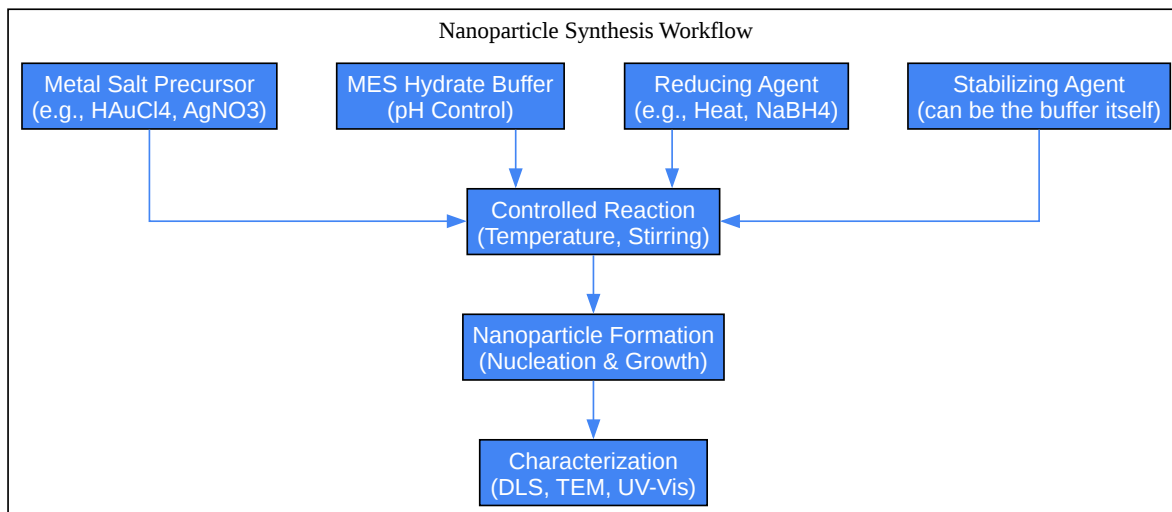 Nanoparticle Synthesis Workflow
Metal Salt Precursor
(e.g., HAuCl4, AgNO3)
MES Hydrate Buffer
(pH Control)
Reducing Agent
(e.g., Heat, NaBH4)
Stabilizing Agent
(can be the buffer itself)
Controlled Reaction
(Temperature, Stirring)
Nanoparticle Formation
(Nucleation & Growth)
Characterization
(DLS, TEM, UV-Vis)